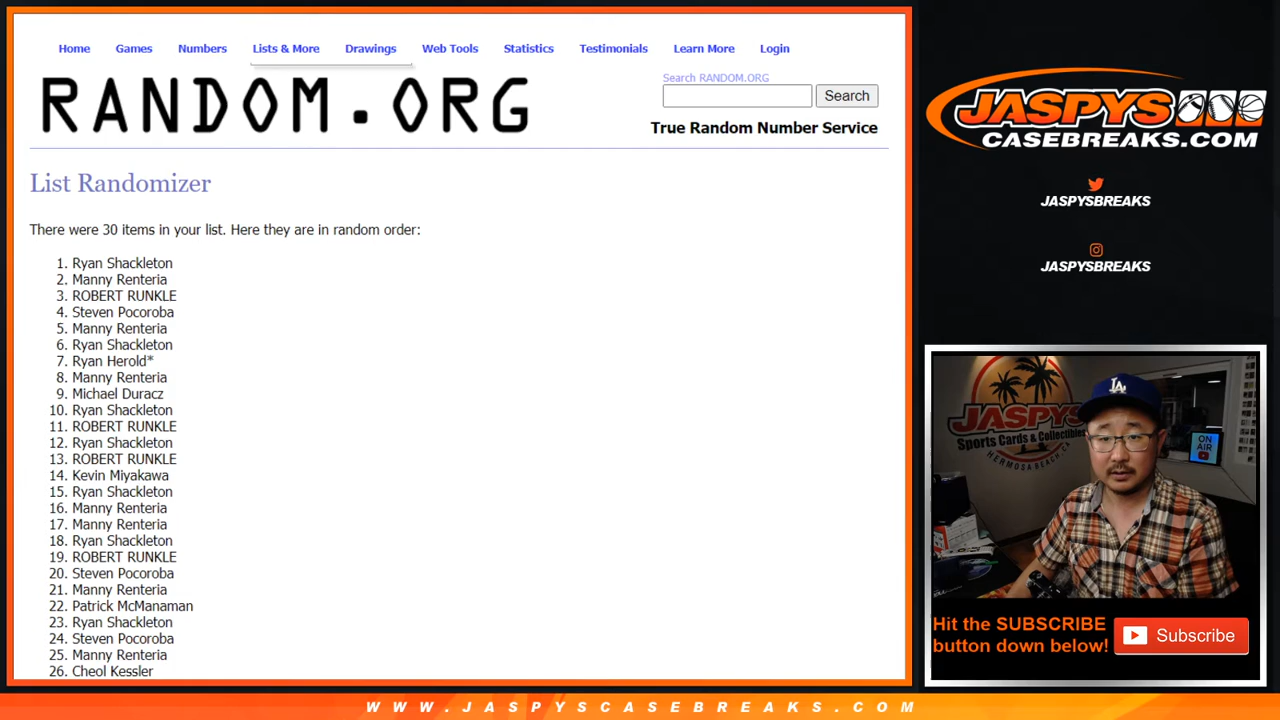 Home Games Numbers Lists & More Drawings Web Tools Statistics Testimonials Learn More Login
RANDOM.ORG
Search RANDOM.ORG
Search
True Random Number Service
List Randomizer
There were 30 items in your list. Here they are in random order:
1. Ryan Shackleton
2. Manny Renteria
3. ROBERT RUNKLE
4. Steven Pocoroba
5. Manny Renteria
6. Ryan Shackleton
7. Ryan Herold*
8. Manny Renteria
9. Michael Duracz
10. Ryan Shackleton
11. ROBERT RUNKLE
12. Ryan Shackleton
13. ROBERT RUNKLE
14. Kevin Miyakawa
15. Ryan Shackleton
16. Manny Renteria
17. Manny Renteria
18. Ryan Shackleton
19. ROBERT RUNKLE
20. Steven Pocoroba
21. Manny Renteria
22. Patrick McManaman
23. Ryan Shackleton
24. Steven Pocoroba
25. Manny Renteria
26. Cheol Kessler
JASPYS
CASEBREAKS.COM
JASPYSBREAKS
JASPYSBREAKS
JASPYS
Sports Cards & Collectibles
HERMOSA BEACH, CA
LA
ON
AIR
Hit the SUBSCRIBE
button down below!
Subscribe
WWW.JASPYSCASEBREAKS.COM